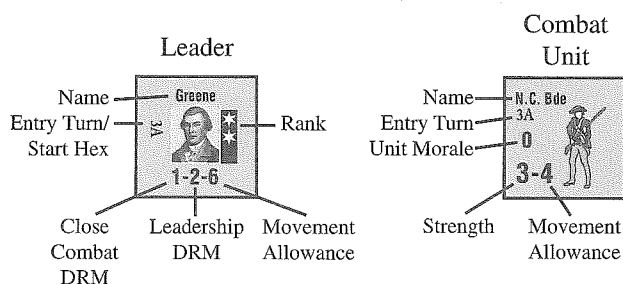 Leader
Name
Entry Turn/
Start Hex
Greene
3A
1-2-6
Rank
Close
Combat
DRM
Leadership
DRM
Movement
Allowance
Combat
Unit
Name
Entry Turn
Unit Morale
N.C. Bde
3A
0
3-4
Strength
Movement
Allowance